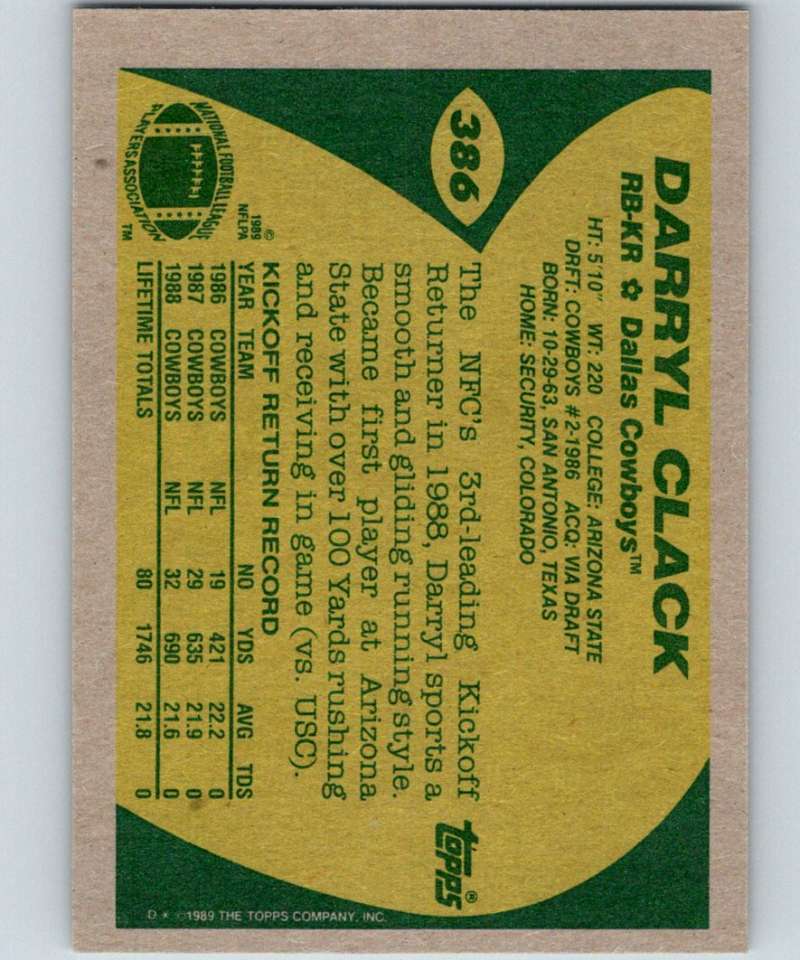 386
DARRYL CLACK
RB-KR ✿ Dallas Cowboys™
HT: 5'10" WT: 220 COLLEGE: ARIZONA STATE
DRFT: COWBOYS #2-1986 ACQ: VIA DRAFT
BORN: 10-29-63, SAN ANTONIO, TEXAS
HOME: SECURITY, COLORADO
The NFC's 3rd-leading Kickoff
Returner in 1988, Darryl sports a
smooth and gliding running style.
Became first player at Arizona
State with over 100 Yards rushing
and receiving in game (vs. USC).
KICKOFF RETURN RECORD
YEAR TEAM NO YDS AVG TDS
1986 COWBOYS NFL 19 421 22.2 0
1987 COWBOYS NFL 29 635 21.9 0
1988 COWBOYS NFL 32 690 21.6 0
LIFETIME TOTALS 80 1746 21.8 0
NATIONAL FOOTBALL LEAGUE
PLAYERS ASSOCIATION
TM
©
1989
NFLPA
topps®
D * ©1989 THE TOPPS COMPANY, INC.